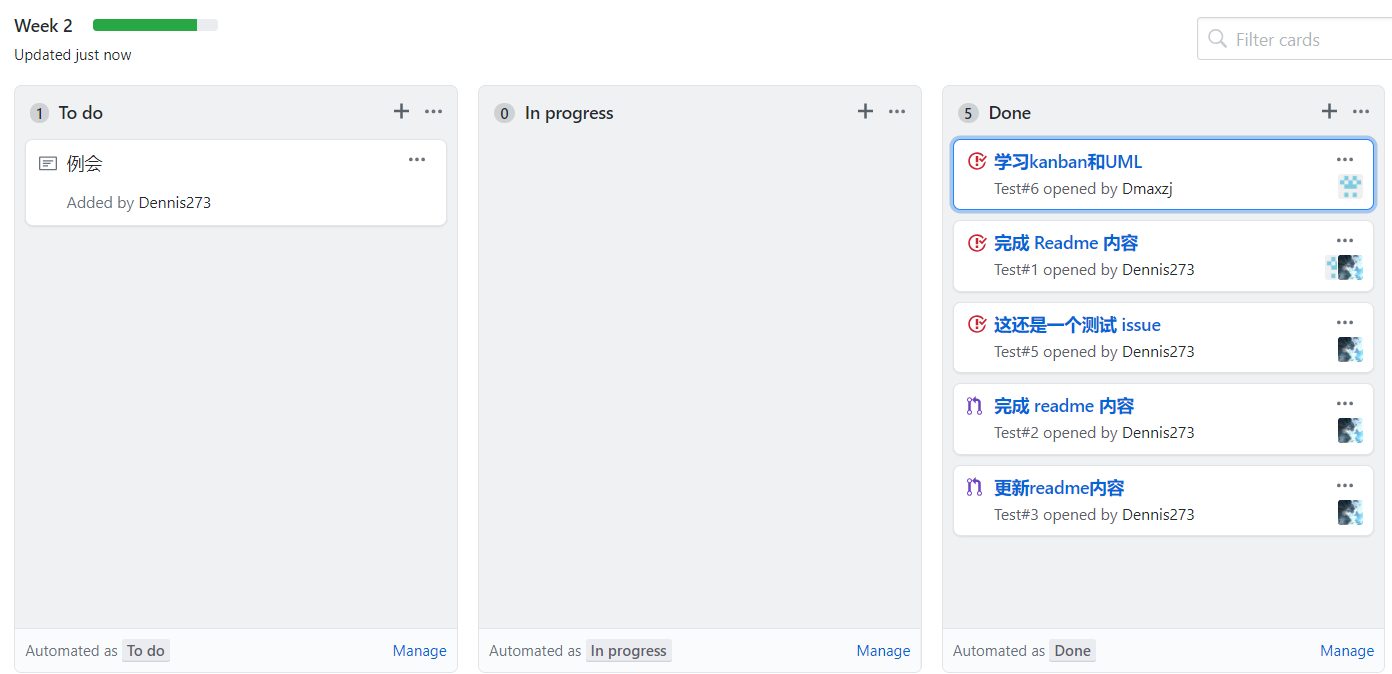 Week 2
Updated just now
Filter cards
1 To do
例会
Added by Dennis273
Automated as To do Manage
0 In progress
Automated as In progress Manage
5 Done
学习kanban和UML
Test#6 opened by Dmaxzj
完成 Readme 内容
Test#1 opened by Dennis273
这还是一个测试 issue
Test#5 opened by Dennis273
完成 readme 内容
Test#2 opened by Dennis273
更新readme内容
Test#3 opened by Dennis273
Automated as Done Manage